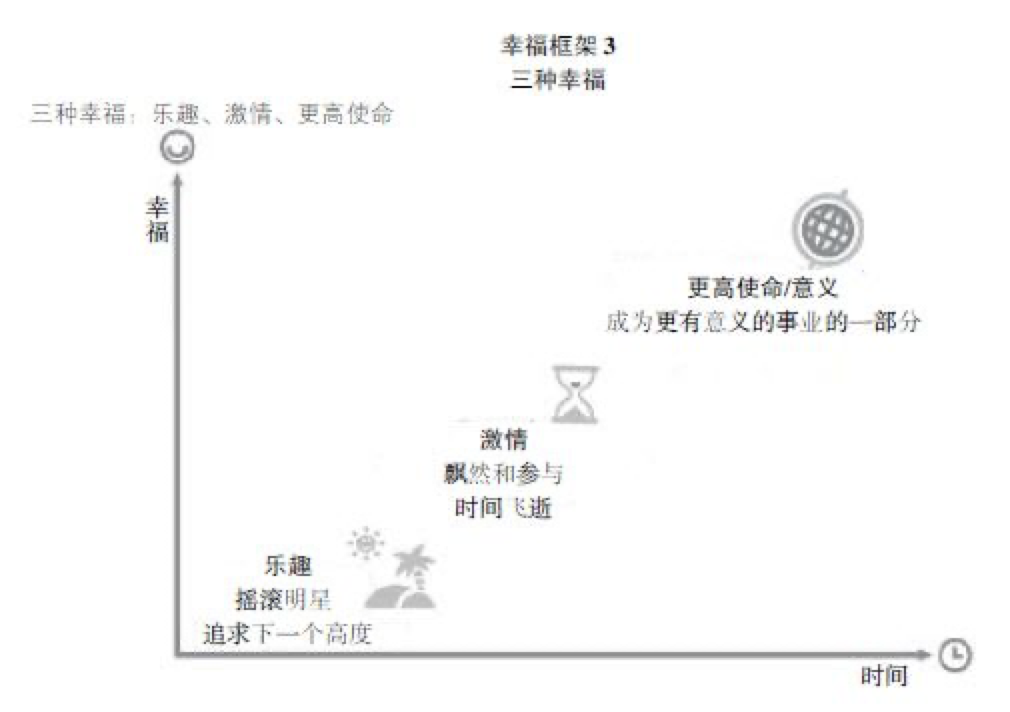 幸福框架 3
三种幸福
三种幸福：乐趣、激情、更高使命
幸福
更高使命/意义
成为更有意义的事业的一部分
激情
飘然和参与
时间飞逝
乐趣
摇滚明星
追求下一个高度
时间